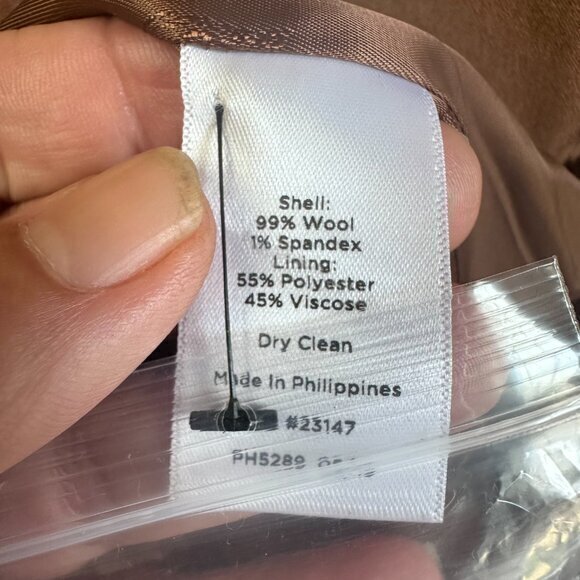 Shell:
99% Wool
1% Spandex
Lining:
55% Polyester
45% Viscose
Dry Clean
Made In Philippines
#23147
PH5289